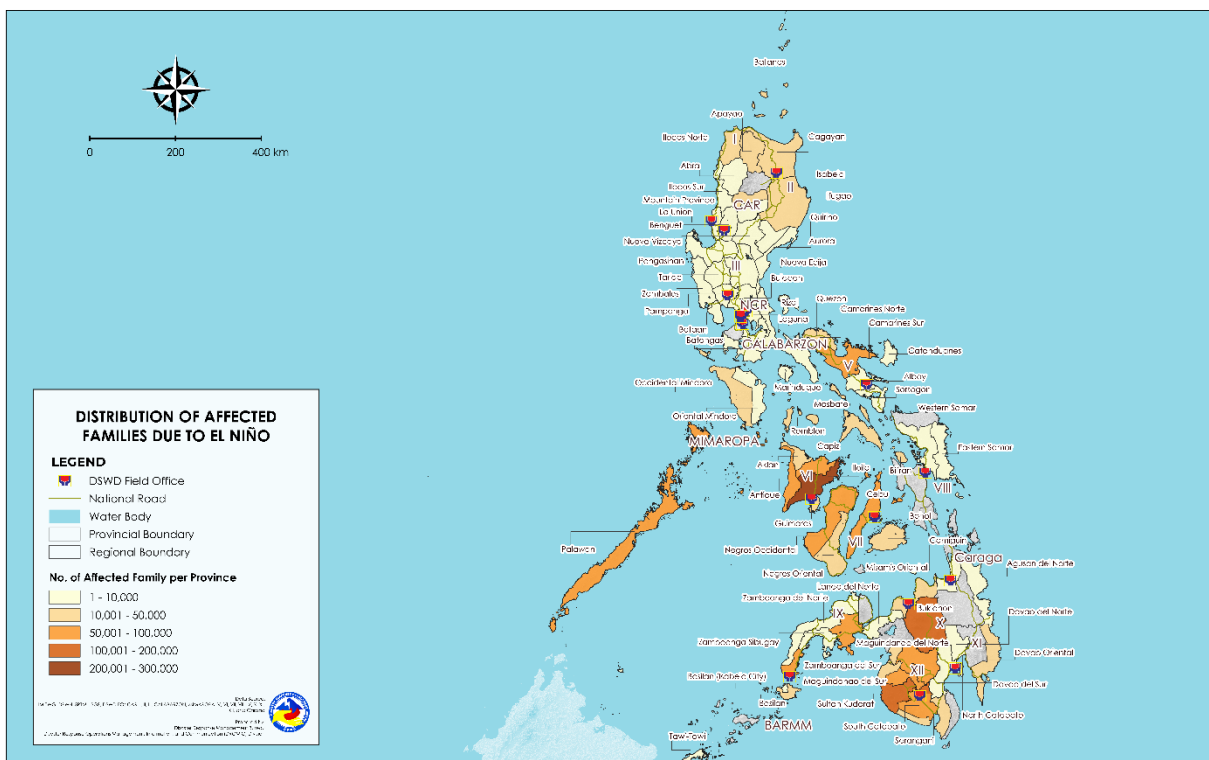 Batanes
Apayao
Ilocos Norte
Cagayan
I
Abra
Isabela
II
Ilocos Sur
Ifugao
Mountain Province
CAR
La Union
Quirino
Benguet
Nueva Vizcaya
Aurora
Pangasinan
III
Nueva Ecija
Tarlac
Bulacan
Zambales
NCR
Rizal
Quezon
Pampanga
Camarines Norte
Laguna
Bataan
Camarines Sur
Batangas
CALABARZON
Catanduanes
V
Albay
Occidental Mindoro
Marinduque
Sorsogon
Masbate
Western Samar
Oriental Mindoro
Romblon
MIMAROPA
Capiz
Eastern Samar
Aklan
VI
Iloilo
Biliran
VIII
Antique
Cebu
Guimaras
Bohol
Palawan
Negros Occidental
VII
Camiguin
Caraga
Negros Oriental
Misamis Oriental
Agusan del Norte
Lanao del Norte
Zamboanga del Norte
IX
Bukidnon
Davao del Norte
X
Zamboanga Sibugay
Maguindanao del Norte
XI
Davao Oriental
XII
Zamboanga del Sur
Basilan (Isabela City)
Maguindanao del Sur
Davao del Sur
Basilan
Sultan Kudarat
North Cotabato
BARMM
South Cotabato
Tawi-Tawi
Sarangani
0 200 400 km
DISTRIBUTION OF AFFECTED
FAMILIES DUE TO EL NIÑO
LEGEND
DSWD Field Office
National Road
Water Body
Provincial Boundary
Regional Boundary
No. of Affected Family per Province
1 - 10,000
10,001 - 50,000
50,001 - 100,000
100,001 - 200,000
200,001 - 300,000
Data Source: